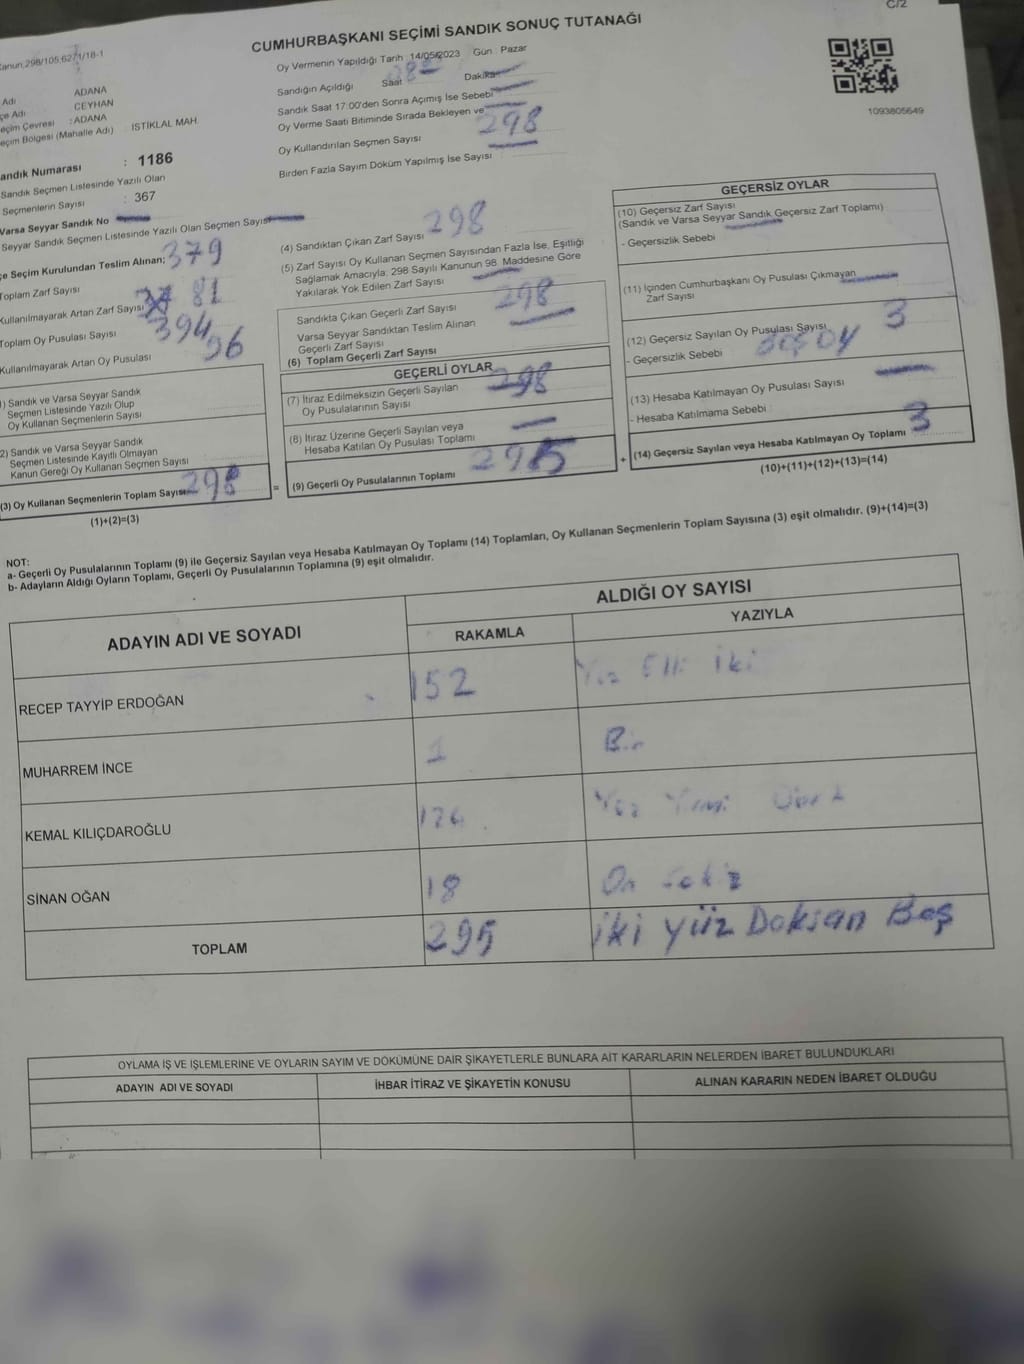 C/2
CUMHURBAŞKANI SEÇİMİ SANDIK SONUÇ TUTANAĞI
Kanun,298/105,627/1/18-1
Adı ADANA
çe Adı CEYHAN
eçim Çevresi : ADANA
eçim Bölgesi (Mahalle Adı) : İSTİKLAL MAH.
andık Numarası : 1186
Sandık Seçmen Listesinde Yazılı Olan
Seçmenlerin Sayısı : 367
Varsa Seyyar Sandık No
Seyyar Sandık Seçmen Listesinde Yazılı Olan Seçmen Sayısı
çe Seçim Kurulundan Teslim Alınan; 379
Toplam Zarf Sayısı
Kullanılmayarak Artan Zarf Sayısı 81
Toplam Oy Pusulası Sayısı 394
Kullanılmayarak Artan Oy Pusulası 96
1) Sandık ve Varsa Seyyar Sandık
Seçmen Listesinde Yazılı Olup
Oy Kullanan Seçmenlerin Sayısı
2) Sandık ve Varsa Seyyar Sandık
Seçmen Listesinde Kayıtlı Olmayan
Kanun Gereği Oy Kullanan Seçmen Sayısı
(3) Oy Kullanan Seçmenlerin Toplam Sayısı 298
(1)+(2)=(3)
Oy Vermenin Yapıldığı Tarih : 14/05/2023 Gün : Pazar
Sandığın Açıldığı Saat Dakika
Sandık Saat 17:00'den Sonra Açılmış İse Sebebi
Oy Verme Saati Bitiminde Sırada Bekleyen ve
Oy Kullandırılan Seçmen Sayısı 298
Birden Fazla Sayım Döküm Yapılmış İse Sayısı
(4) Sandıktan Çıkan Zarf Sayısı 298
(5) Zarf Sayısı Oy Kullanan Seçmen Sayısından Fazla İse, Eşitliği
Sağlamak Amacıyla; 298 Sayılı Kanunun 98. Maddesine Göre
Yakılarak Yok Edilen Zarf Sayısı
Sandıkta Çıkan Geçerli Zarf Sayısı 298
Varsa Seyyar Sandıktan Teslim Alınan
Geçerli Zarf Sayısı
(6) Toplam Geçerli Zarf Sayısı
GEÇERLİ OYLAR
(7) İtiraz Edilmeksizin Geçerli Sayılan 298
Oy Pusulalarının Sayısı
(8) İtiraz Üzerine Geçerli Sayılan veya
Hesaba Katılan Oy Pusulası Toplamı
(9) Geçerli Oy Pusulalarının Toplamı 295
1093805649
GEÇERSİZ OYLAR
(10) Geçersiz Zarf Sayısı
(Sandık ve Varsa Seyyar Sandık Geçersiz Zarf Toplamı)
- Geçersizlik Sebebi
(11) İçinden Cumhurbaşkanı Oy Pusulası Çıkmayan
Zarf Sayısı
(12) Geçersiz Sayılan Oy Pusulası Sayısı 3
- Geçersizlik Sebebi
(13) Hesaba Katılmayan Oy Pusulası Sayısı
- Hesaba Katılmama Sebebi
(14) Geçersiz Sayılan veya Hesaba Katılmayan Oy Toplamı 3
(10)+(11)+(12)+(13)=(14)
NOT:
a- Geçerli Oy Pusulalarının Toplamı (9) ile Geçersiz Sayılan veya Hesaba Katılmayan Oy Toplamı (14) Toplamları, Oy Kullanan Seçmenlerin Toplam Sayısına (3) eşit olmalıdır. (9)+(14)=(3)
b- Adayların Aldığı Oyların Toplamı, Geçerli Oy Pusulalarının Toplamına (9) eşit olmalıdır.
ADAYIN ADI VE SOYADI ALDIĞI OY SAYISI
RAKAMLA YAZIYLA
RECEP TAYYİP ERDOĞAN 152 Yüz Elli iki
MUHARREM İNCE 1 Bir
KEMAL KILIÇDAROĞLU 124 Yüz Yirmi Dört
SİNAN OĞAN 18 On Sekiz
TOPLAM 295 iki yüz Doksan Beş
OYLAMA İŞ VE İŞLEMLERİNE VE OYLARIN SAYIM VE DÖKÜMÜNE DAİR ŞİKAYETLERLE BUNLARA AİT KARARLARIN NELERDEN İBARET BULUNDUKLARI
ADAYIN ADI VE SOYADI İHBAR İTİRAZ VE ŞİKAYETİN KONUSU ALINAN KARARIN NEDEN İBARET OLDUĞU